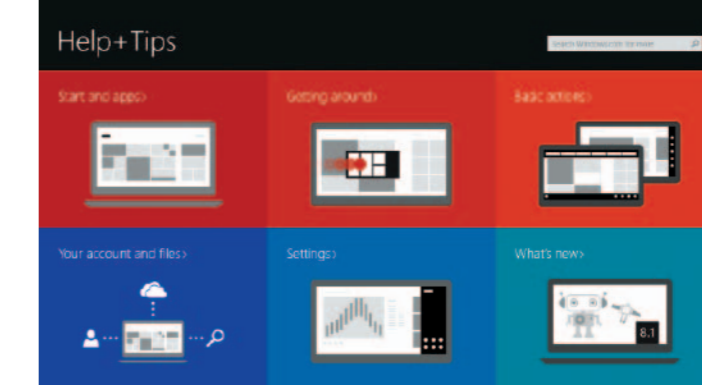 Help+Tips
Start and apps›
Getting around›
Basic actions›
Your account and files›
Settings›
What's new›
8.1